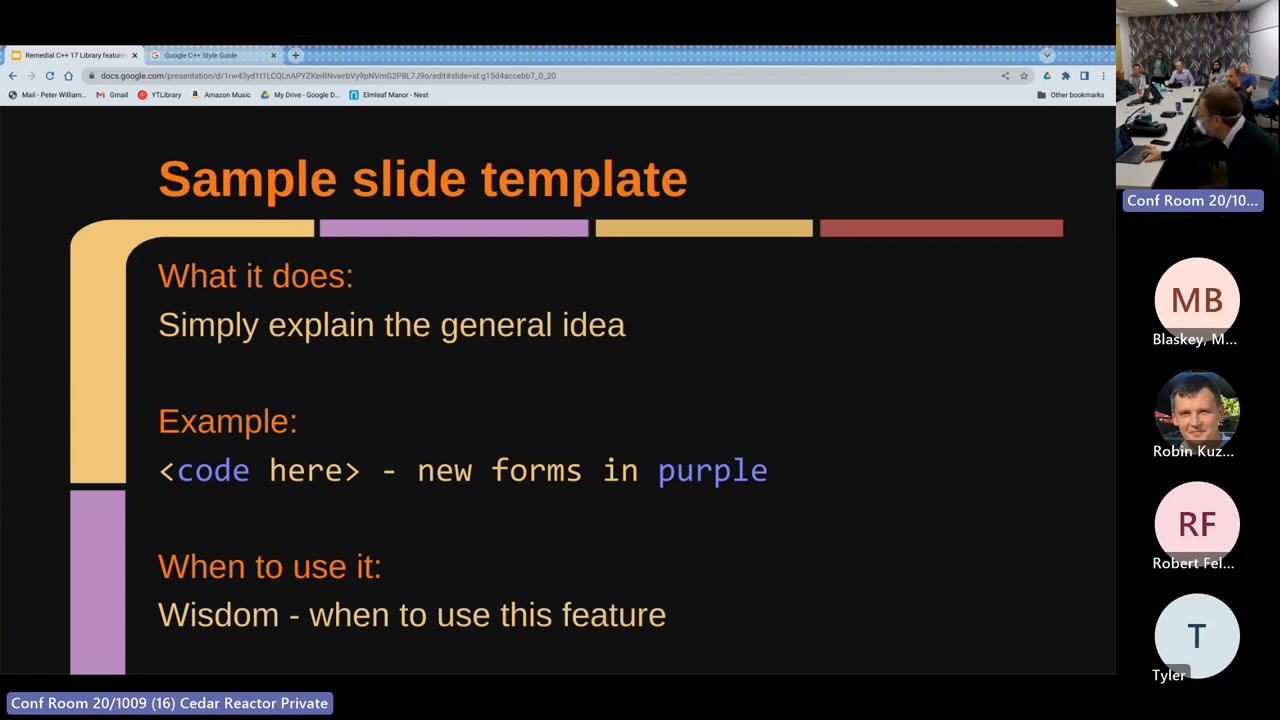 Remedial C++ 17 Library feature
Google C++ Style Guide
docs.google.com/presentation/d/1rw43yd1t1LCQLnAPYZKeiRNvwrbVy9pNVmG2P8L7J9o/edit#slide=id.g15d4accebb7_0_20
Mail - Peter William...
Gmail
YTLibrary
Amazon Music
My Drive - Google D...
Elmleaf Manor - Nest
Other bookmarks
Sample slide template
What it does:
Simply explain the general idea
Example:
<code here> - new forms in purple
When to use it:
Wisdom - when to use this feature
Conf Room 20/10...
MB
Blaskey, M...
Robin Kuz...
RF
Robert Fel...
T
Tyler
Conf Room 20/1009 (16) Cedar Reactor Private